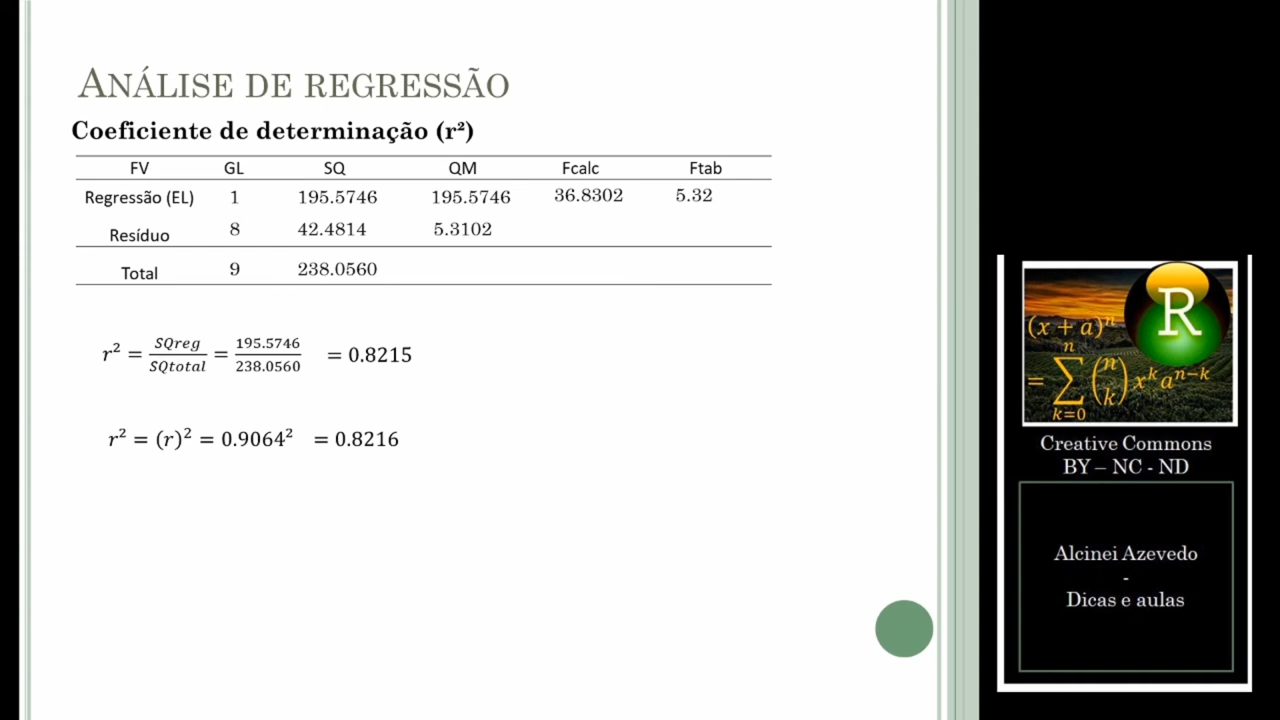 ANÁLISE DE REGRESSÃO
Coeficiente de determinação (r²)
FV GL SQ QM Fcalc Ftab
Regressão (EL) 1 195.5746 195.5746 36.8302 5.32
Resíduo 8 42.4814 5.3102
Total 9 238.0560
r² = SQreg/SQtotal = 195.5746/238.0560 = 0.8215
r² = (r)² = 0.9064² = 0.8216
R
(x + a)ⁿ
n
= ∑ (n k) xᵏ aⁿ⁻ᵏ
k=0
Creative Commons
BY – NC - ND
Alcinei Azevedo
-
Dicas e aulas